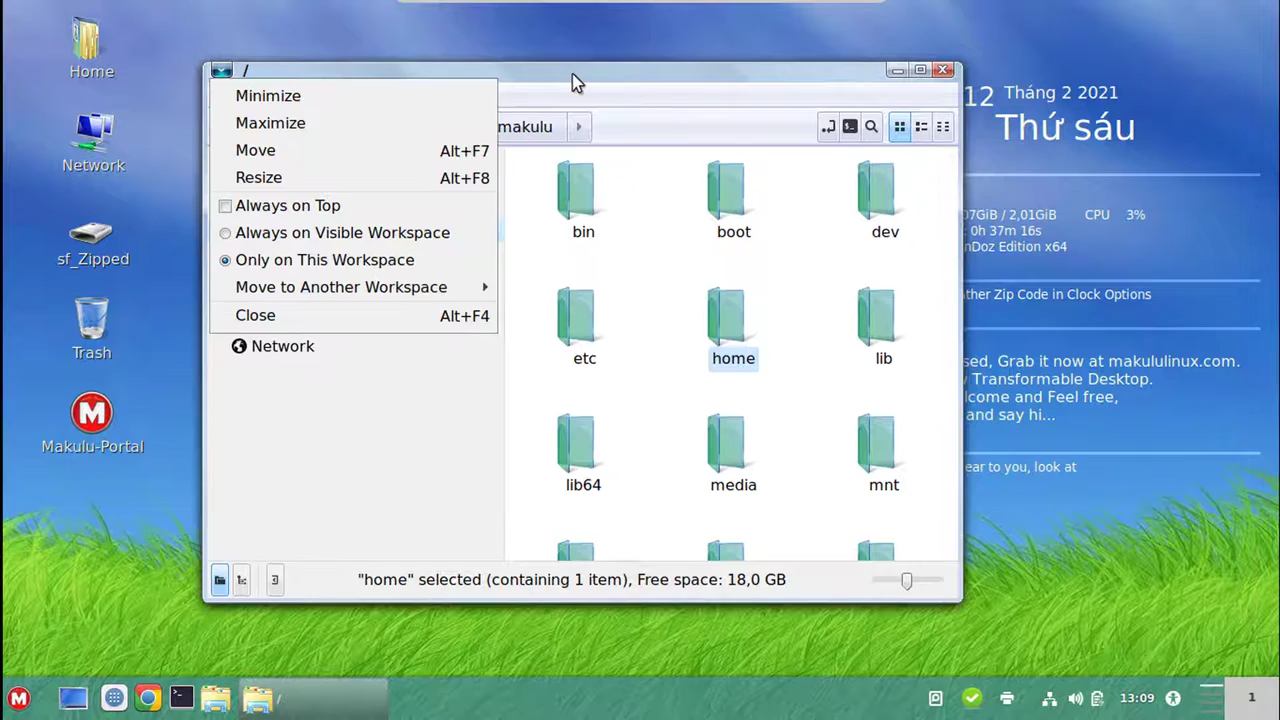 Home
Network
sf_Zipped
Trash
Makulu-Portal
/
Minimize
Maximize
Move Alt+F7
Resize Alt+F8
Always on Top
Always on Visible Workspace
Only on This Workspace
Move to Another Workspace
Close Alt+F4
Network
makulu
bin
boot
dev
etc
home
lib
lib64
media
mnt
"home" selected (containing 1 item), Free space: 18,0 GB
12 Tháng 2 2021
Thứ sáu
07GiB / 2,01GiB CPU 3%
: 0h 37m 16s
nDoz Edition x64
ther Zip Code in Clock Options
sed, Grab it now at makululinux.com.
Transformable Desktop.
lcome and Feel free,
and say hi...
ear to you, look at
M
M
/
13:09
1